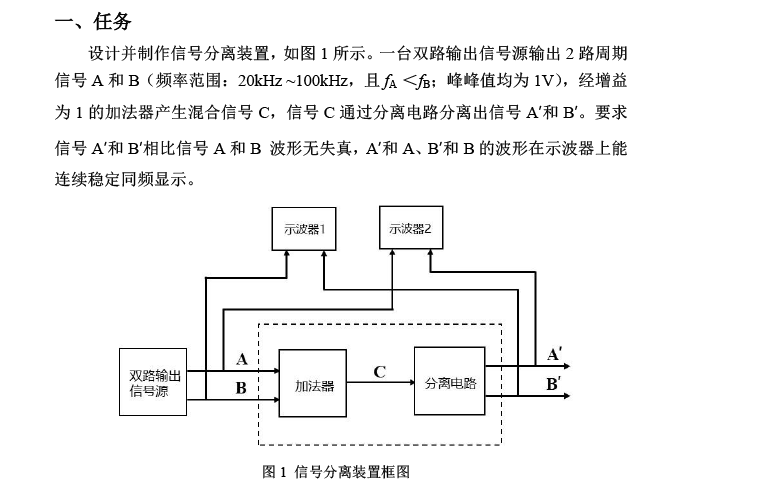 一、任务
设计并制作信号分离装置，如图 1 所示。一台双路输出信号源输出 2 路周期
信号 A 和 B（频率范围：20kHz ~100kHz，且 fA ＜fB；峰峰值均为 1V），经增益
为 1 的加法器产生混合信号 C，信号 C 通过分离电路分离出信号 A′和 B′。要求
信号 A′和 B′相比信号 A 和 B 波形无失真，A′和 A、B′和 B 的波形在示波器上能
连续稳定同频显示。
示波器1
示波器2
A
A′
双路输出
信号源
加法器
C
分离电路
B
B′
图 1 信号分离装置框图